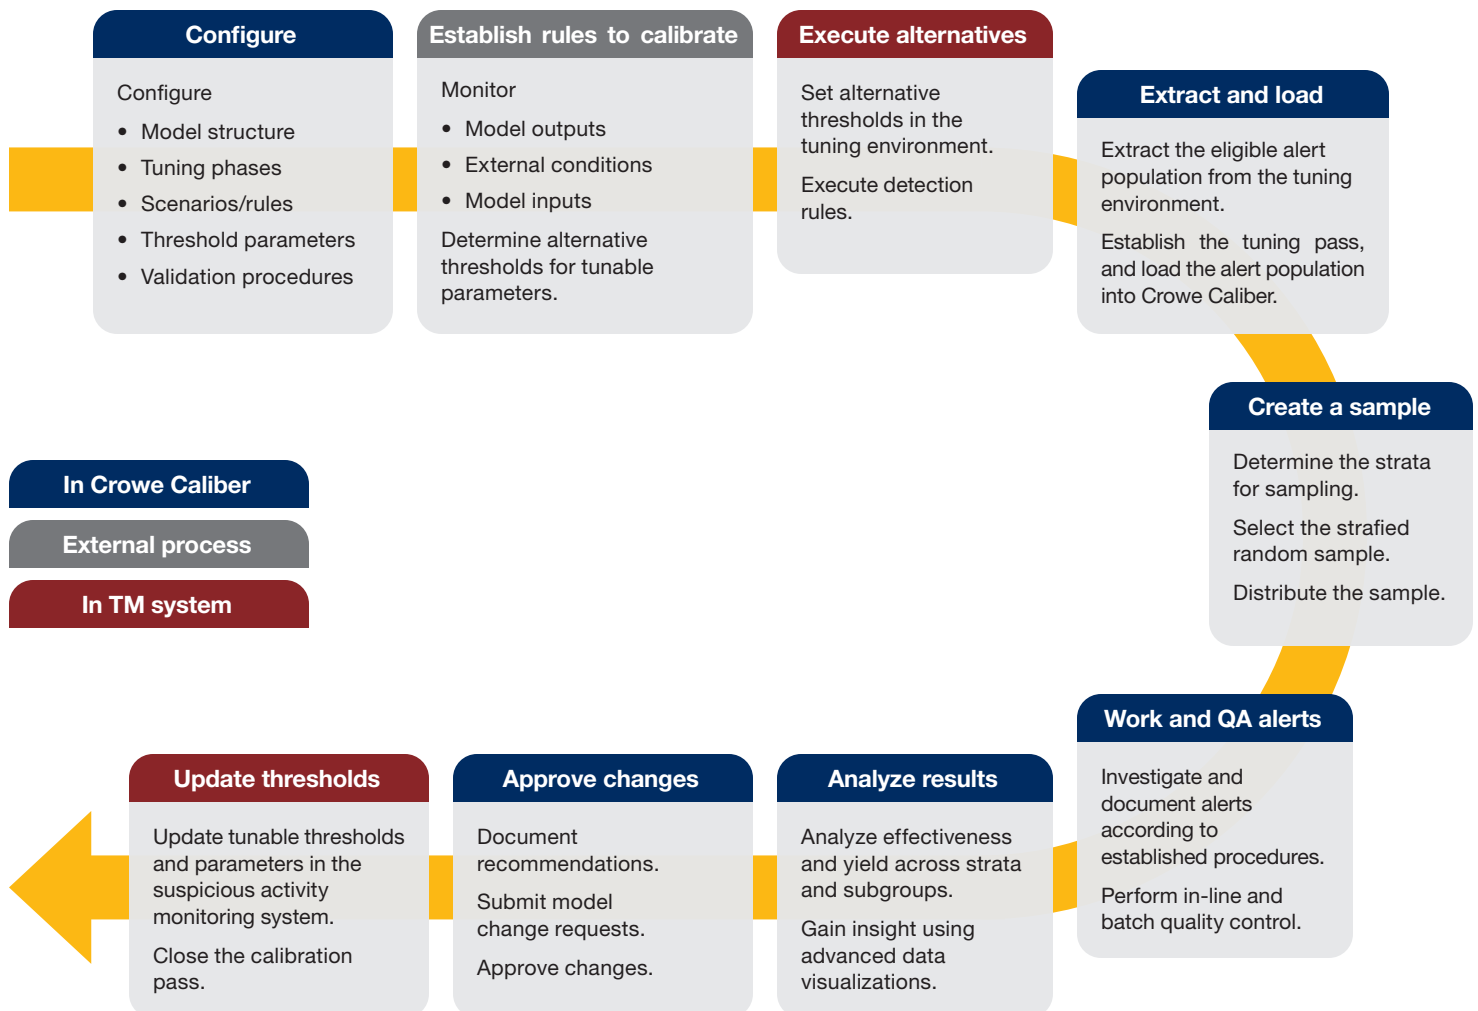 Configure
Configure
• Model structure
• Tuning phases
• Scenarios/rules
• Threshold parameters
• Validation procedures
Establish rules to calibrate
Monitor
• Model outputs
• External conditions
• Model inputs
Determine alternative
thresholds for tunable
parameters.
Execute alternatives
Set alternative
thresholds in the
tuning environment.
Execute detection
rules.
Extract and load
Extract the eligible alert
population from the tuning
environment.
Establish the tuning pass,
and load the alert population
into Crowe Caliber.
Create a sample
Determine the strata
for sampling.
Select the strafied
random sample.
Distribute the sample.
In Crowe Caliber
External process
In TM system
Work and QA alerts
Investigate and
document alerts
according to
established procedures.
Perform in-line and
batch quality control.
Analyze results
Analyze effectiveness
and yield across strata
and subgroups.
Gain insight using
advanced data
visualizations.
Approve changes
Document
recommendations.
Submit model
change requests.
Approve changes.
Update thresholds
Update tunable thresholds
and parameters in the
suspicious activity
monitoring system.
Close the calibration
pass.